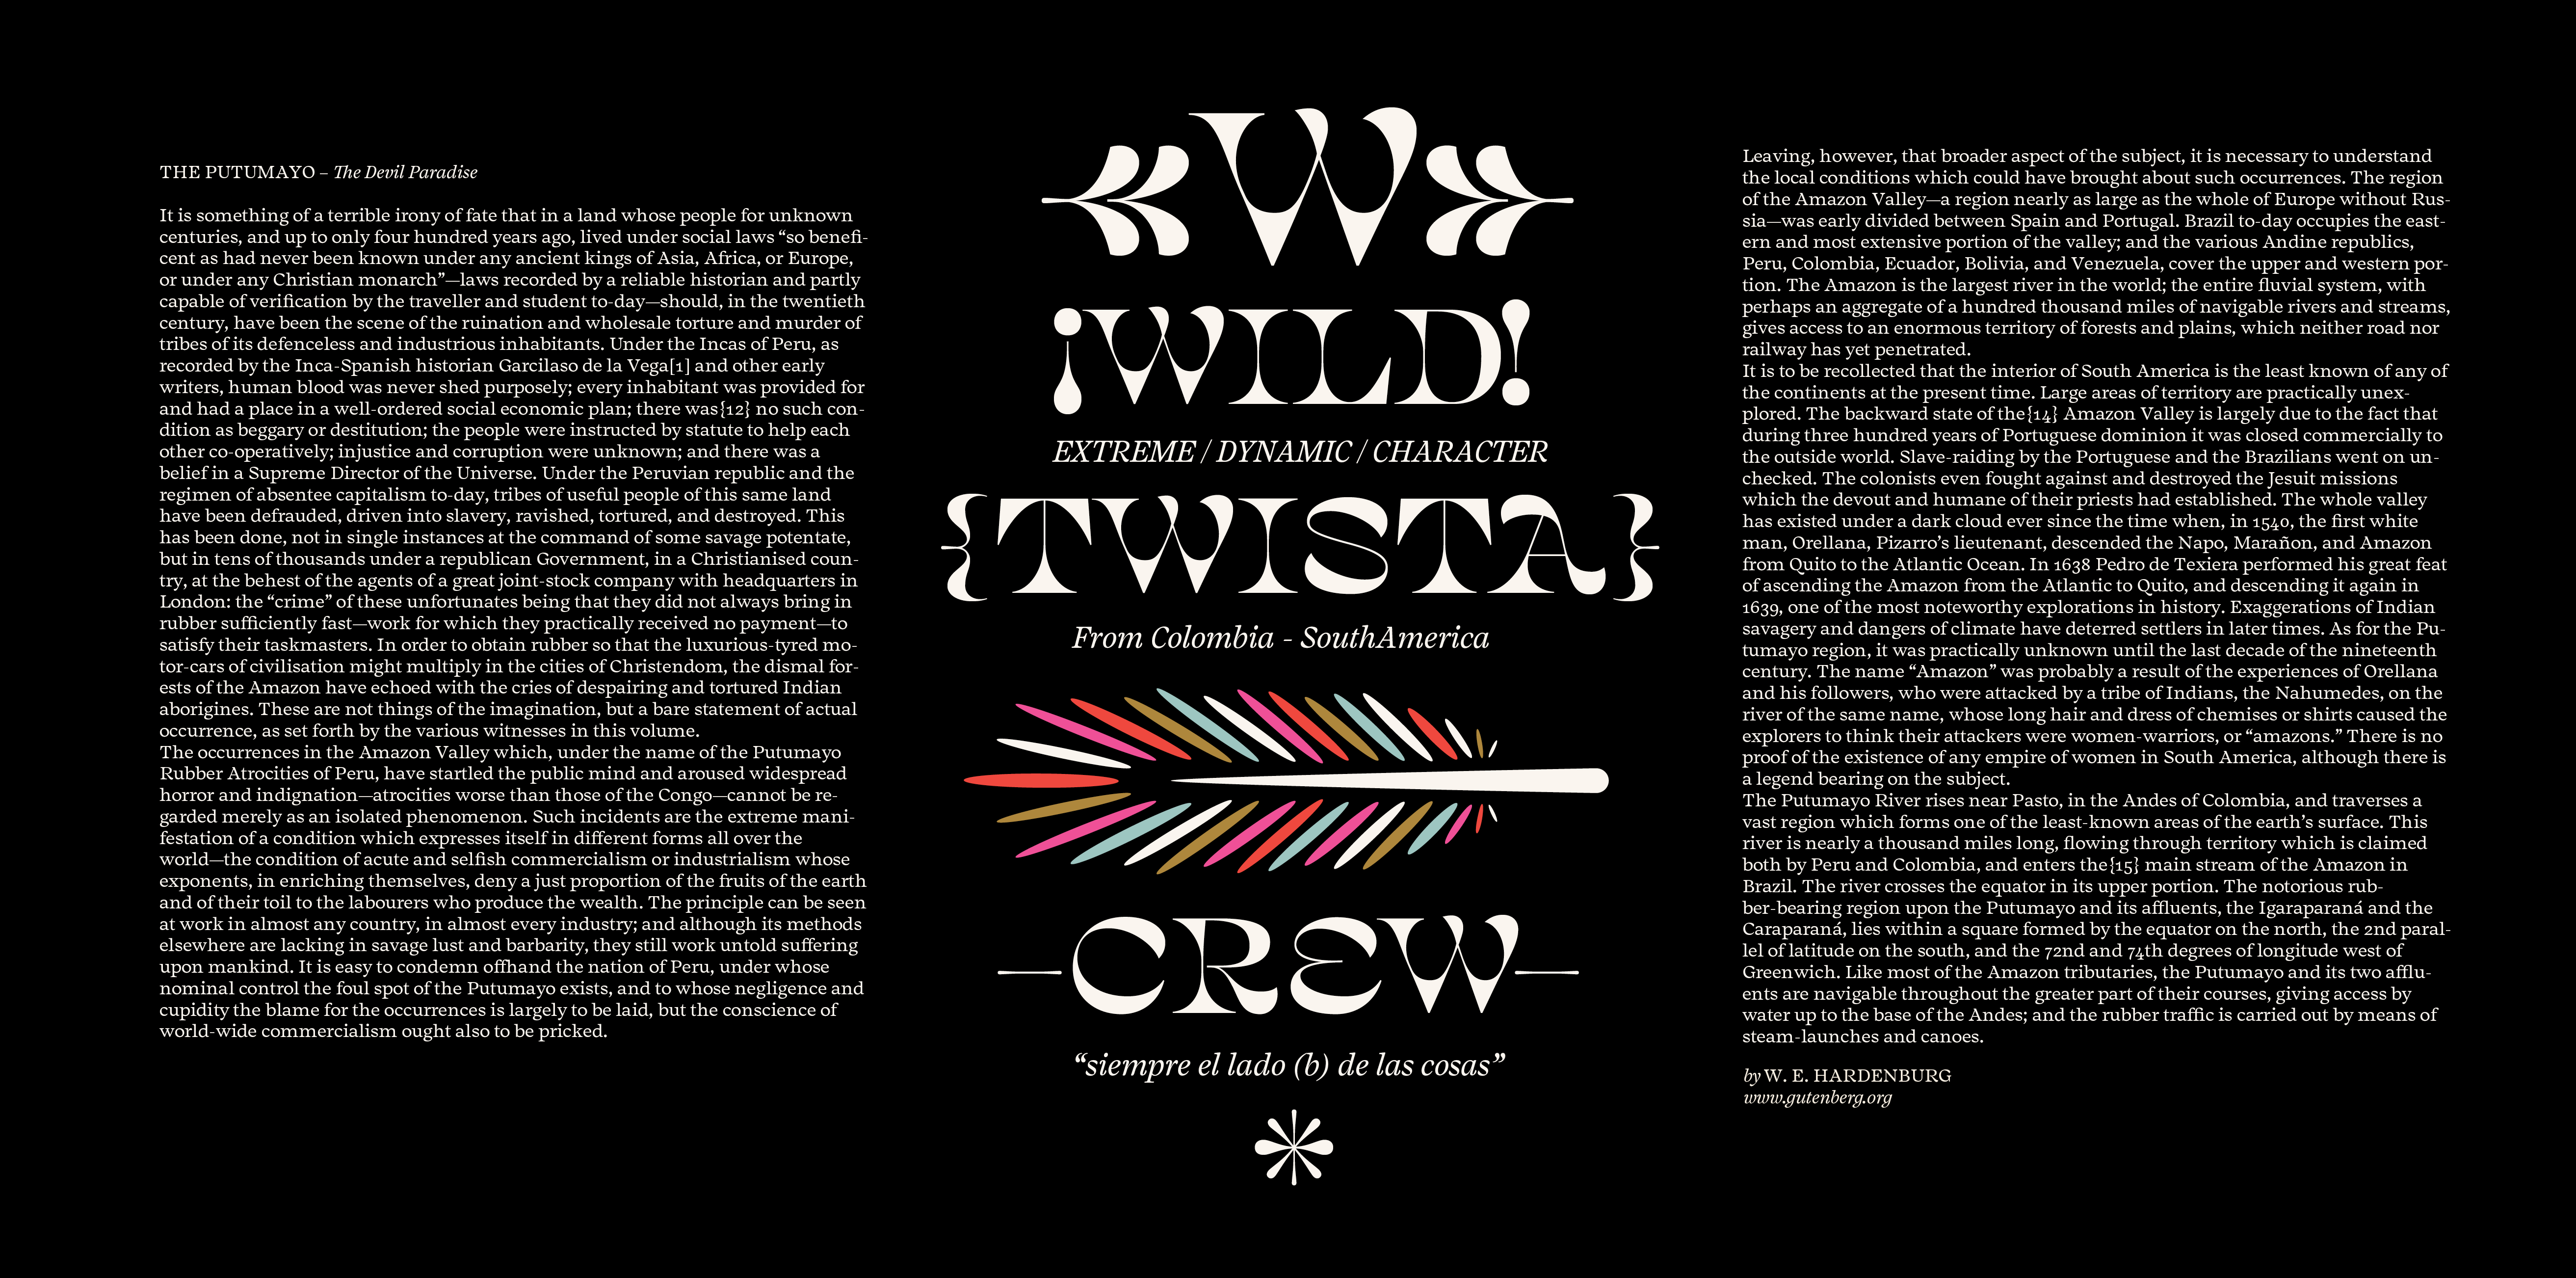 THE PUTUMAYO – The Devil Paradise
It is something of a terrible irony of fate that in a land whose people for unknown
centuries, and up to only four hundred years ago, lived under social laws “so benefi-
cent as had never been known under any ancient kings of Asia, Africa, or Europe,
or under any Christian monarch”—laws recorded by a reliable historian and partly
capable of verification by the traveller and student to-day—should, in the twentieth
century, have been the scene of the ruination and wholesale torture and murder of
tribes of its defenceless and industrious inhabitants. Under the Incas of Peru, as
recorded by the Inca-Spanish historian Garcilaso de la Vega[1] and other early
writers, human blood was never shed purposely; every inhabitant was provided for
and had a place in a well-ordered social economic plan; there was{12} no such con-
dition as beggary or destitution; the people were instructed by statute to help each
other co-operatively; injustice and corruption were unknown; and there was a
belief in a Supreme Director of the Universe. Under the Peruvian republic and the
regimen of absentee capitalism to-day, tribes of useful people of this same land
have been defrauded, driven into slavery, ravished, tortured, and destroyed. This
has been done, not in single instances at the command of some savage potentate,
but in tens of thousands under a republican Government, in a Christianised coun-
try, at the behest of the agents of a great joint-stock company with headquarters in
London: the “crime” of these unfortunates being that they did not always bring in
rubber sufficiently fast—work for which they practically received no payment—to
satisfy their taskmasters. In order to obtain rubber so that the luxurious-tyred mo-
tor-cars of civilisation might multiply in the cities of Christendom, the dismal for-
ests of the Amazon have echoed with the cries of despairing and tortured Indian
aborigines. These are not things of the imagination, but a bare statement of actual
occurrence, as set forth by the various witnesses in this volume.
The occurrences in the Amazon Valley which, under the name of the Putumayo
Rubber Atrocities of Peru, have startled the public mind and aroused widespread
horror and indignation—atrocities worse than those of the Congo—cannot be re-
garded merely as an isolated phenomenon. Such incidents are the extreme mani-
festation of a condition which expresses itself in different forms all over the
world—the condition of acute and selfish commercialism or industrialism whose
exponents, in enriching themselves, deny a just proportion of the fruits of the earth
and of their toil to the labourers who produce the wealth. The principle can be seen
at work in almost any country, in almost every industry; and although its methods
elsewhere are lacking in savage lust and barbarity, they still work untold suffering
upon mankind. It is easy to condemn offhand the nation of Peru, under whose
nominal control the foul spot of the Putumayo exists, and to whose negligence and
cupidity the blame for the occurrences is largely to be laid, but the conscience of
world-wide commercialism ought also to be pricked.
W
¡WILD!
EXTREME / DYNAMIC / CHARACTER
{TWISTA}
From Colombia - SouthAmerica
—CREW—
“siempre el lado (b) de las cosas”
Leaving, however, that broader aspect of the subject, it is necessary to understand
the local conditions which could have brought about such occurrences. The region
of the Amazon Valley—a region nearly as large as the whole of Europe without Rus-
sia—was early divided between Spain and Portugal. Brazil to-day occupies the east-
ern and most extensive portion of the valley; and the various Andine republics,
Peru, Colombia, Ecuador, Bolivia, and Venezuela, cover the upper and western por-
tion. The Amazon is the largest river in the world; the entire fluvial system, with
perhaps an aggregate of a hundred thousand miles of navigable rivers and streams,
gives access to an enormous territory of forests and plains, which neither road nor
railway has yet penetrated.
It is to be recollected that the interior of South America is the least known of any of
the continents at the present time. Large areas of territory are practically unex-
plored. The backward state of the{14} Amazon Valley is largely due to the fact that
during three hundred years of Portuguese dominion it was closed commercially to
the outside world. Slave-raiding by the Portuguese and the Brazilians went on un-
checked. The colonists even fought against and destroyed the Jesuit missions
which the devout and humane of their priests had established. The whole valley
has existed under a dark cloud ever since the time when, in 1540, the first white
man, Orellana, Pizarro’s lieutenant, descended the Napo, Marañon, and Amazon
from Quito to the Atlantic Ocean. In 1638 Pedro de Texiera performed his great feat
of ascending the Amazon from the Atlantic to Quito, and descending it again in
1639, one of the most noteworthy explorations in history. Exaggerations of Indian
savagery and dangers of climate have deterred settlers in later times. As for the Pu-
tumayo region, it was practically unknown until the last decade of the nineteenth
century. The name “Amazon” was probably a result of the experiences of Orellana
and his followers, who were attacked by a tribe of Indians, the Nahumedes, on the
river of the same name, whose long hair and dress of chemises or shirts caused the
explorers to think their attackers were women-warriors, or “amazons.” There is no
proof of the existence of any empire of women in South America, although there is
a legend bearing on the subject.
The Putumayo River rises near Pasto, in the Andes of Colombia, and traverses a
vast region which forms one of the least-known areas of the earth’s surface. This
river is nearly a thousand miles long, flowing through territory which is claimed
both by Peru and Colombia, and enters the{15} main stream of the Amazon in
Brazil. The river crosses the equator in its upper portion. The notorious rub-
ber-bearing region upon the Putumayo and its affluents, the Igaraparaná and the
Caraparaná, lies within a square formed by the equator on the north, the 2nd paral-
lel of latitude on the south, and the 72nd and 74th degrees of longitude west of
Greenwich. Like most of the Amazon tributaries, the Putumayo and its two afflu-
ents are navigable throughout the greater part of their courses, giving access by
water up to the base of the Andes; and the rubber traffic is carried out by means of
steam-launches and canoes.
by W. E. HARDENBURG
www.gutenberg.org